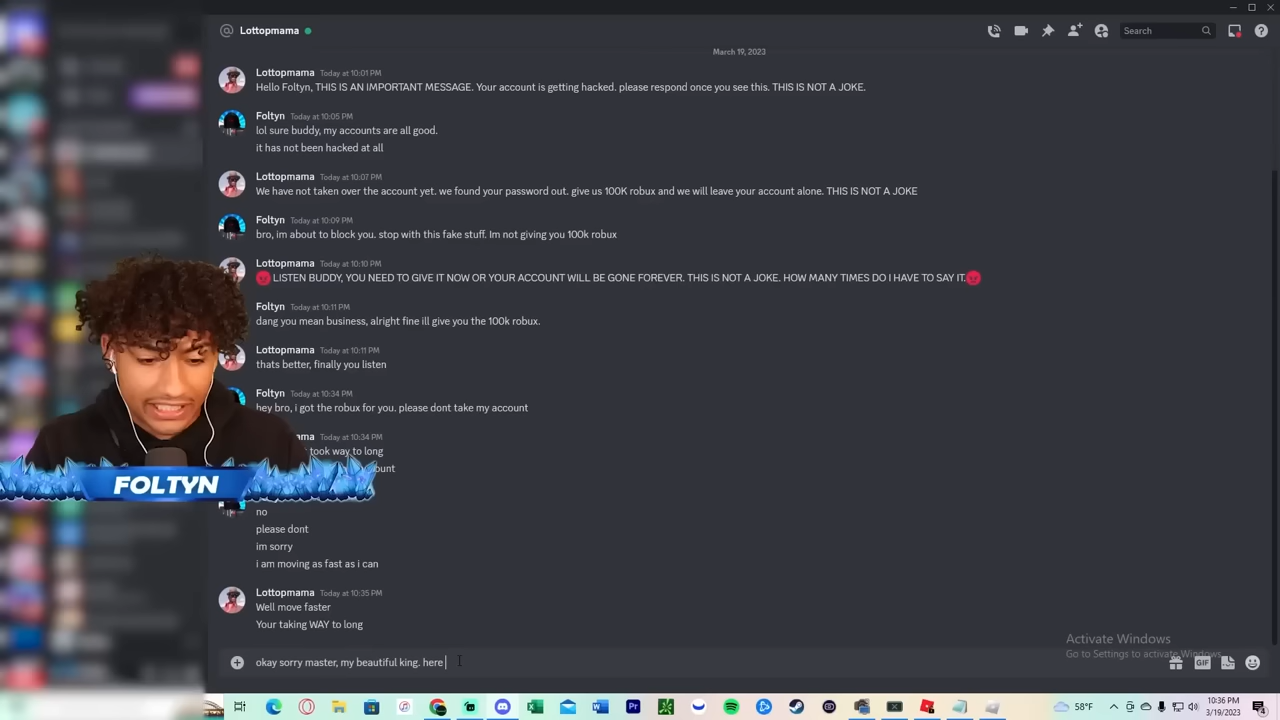 Lottopmama
Search
March 19, 2023
Lottopmama Today at 10:01 PM
Hello Foltyn, THIS IS AN IMPORTANT MESSAGE. Your account is getting hacked. please respond once you see this. THIS IS NOT A JOKE.
Foltyn Today at 10:05 PM
lol sure buddy, my accounts are all good.
it has not been hacked at all
Lottopmama Today at 10:07 PM
We have not taken over the account yet. we found your password out. give us 100K robux and we will leave your account alone. THIS IS NOT A JOKE
Foltyn Today at 10:09 PM
bro, im about to block you. stop with this fake stuff. Im not giving you 100k robux
Lottopmama Today at 10:10 PM
LISTEN BUDDY, YOU NEED TO GIVE IT NOW OR YOUR ACCOUNT WILL BE GONE FOREVER. THIS IS NOT A JOKE. HOW MANY TIMES DO I HAVE TO SAY IT.
Foltyn Today at 10:11 PM
dang you mean business, alright fine ill give you the 100k robux.
Lottopmama Today at 10:11 PM
thats better, finally you listen
Foltyn Today at 10:34 PM
hey bro, i got the robux for you. please dont take my account
Today at 10:34 PM
took way to long
FOLTYN
no
please dont
im sorry
i am moving as fast as i can
Lottopmama Today at 10:35 PM
Well move faster
Your taking WAY to long
okay sorry master, my beautiful king. here
GIF
Activate Windows
Go to Settings to activate Windows.
58°F
10:36 PM
3/19/2023